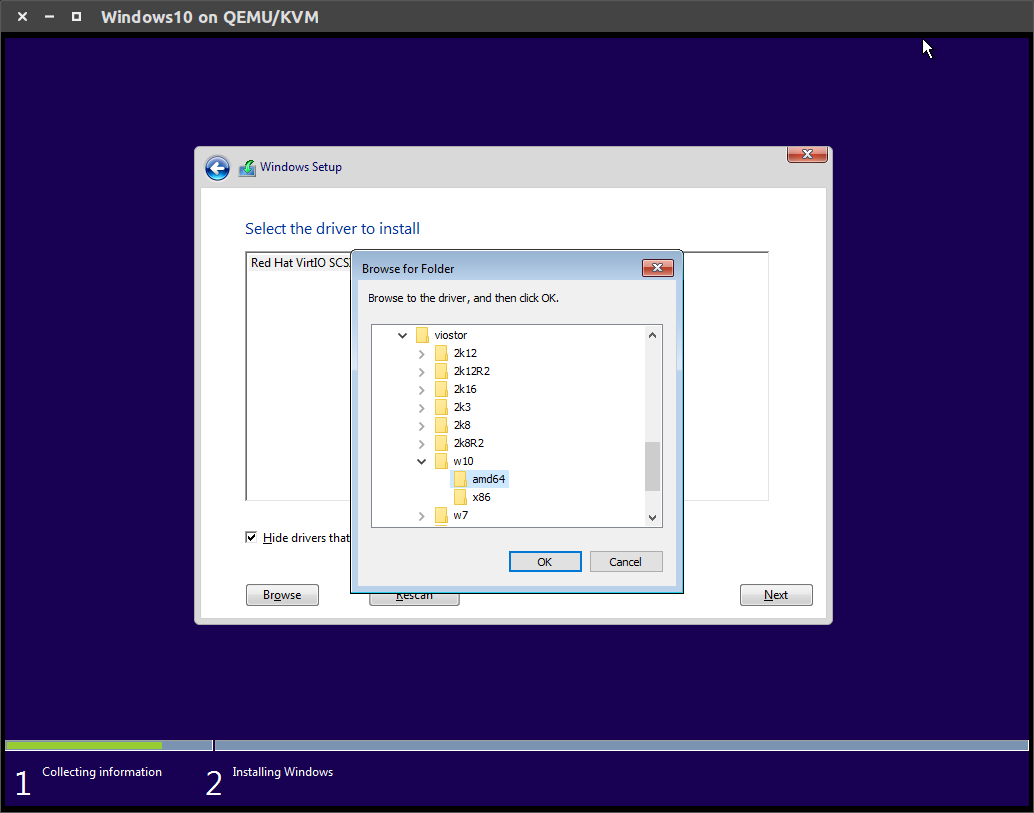 Windows10 on QEMU/KVM
Windows Setup
Select the driver to install
Red Hat VirtIO
Browse for Folder
Browse to the driver, and then click OK.
viostor
2k12
2k12R2
2k16
2k3
2k8
2k8R2
w10
amd64
x86
w7
OK Cancel
Hide drivers that
Browse Rescan Next
1 Collecting information 2 Installing Windows